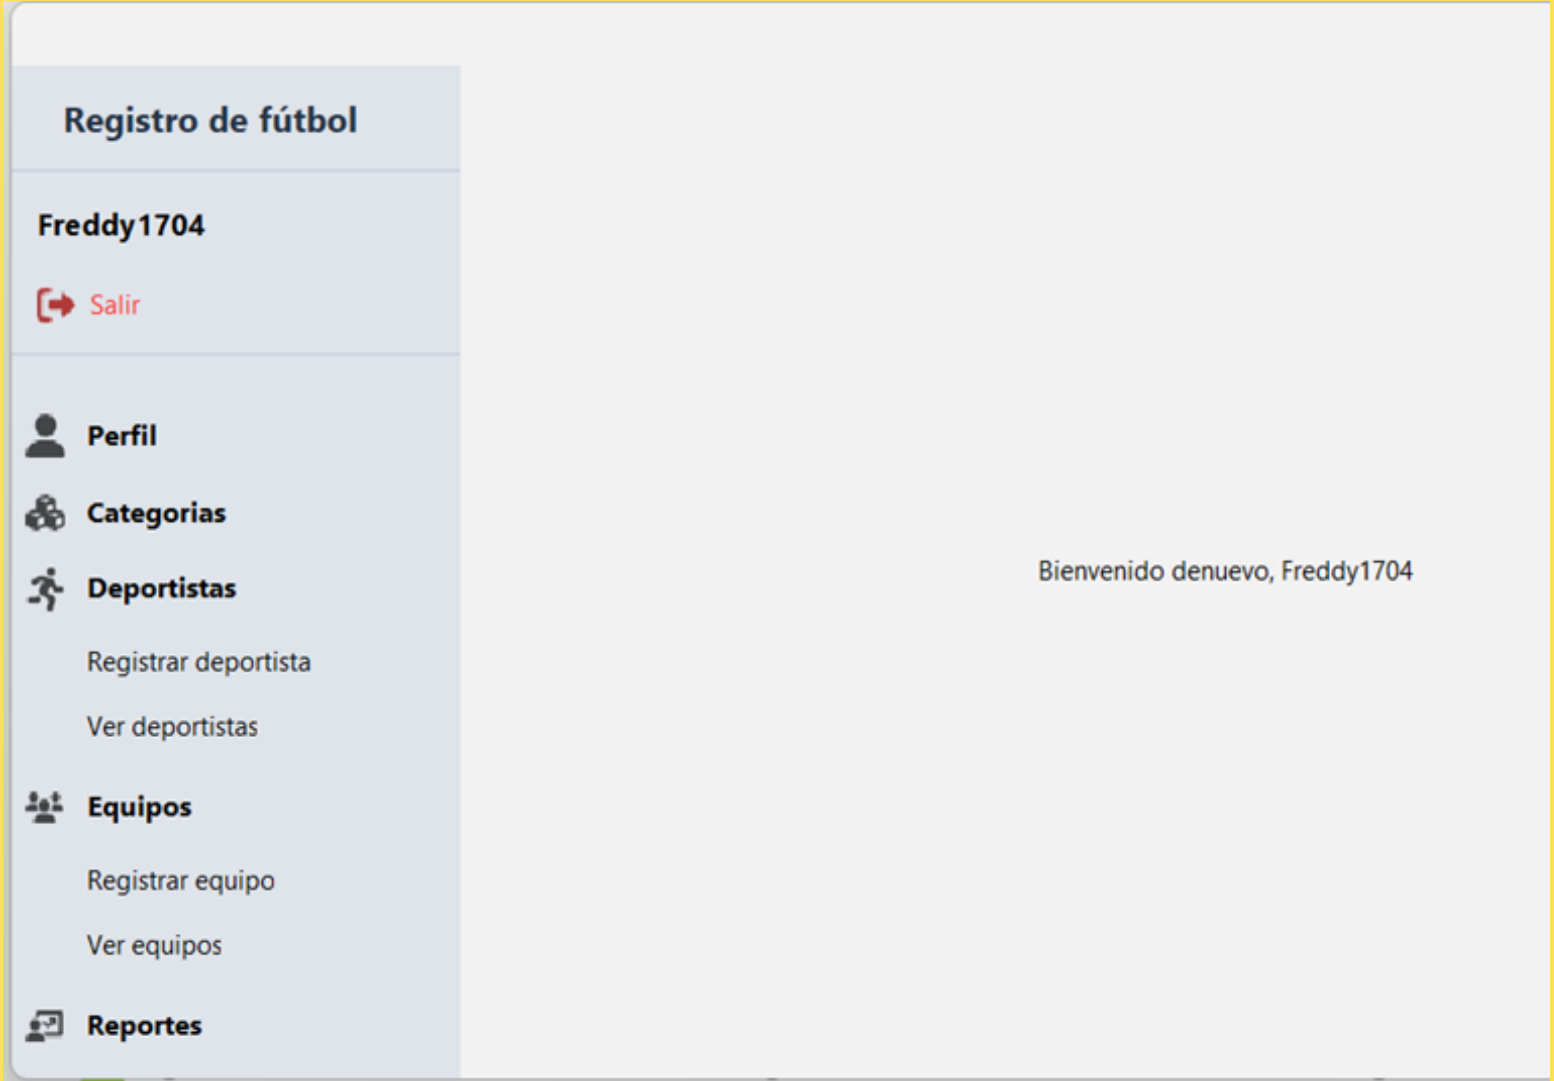 Registro de fútbol
Freddy1704
Salir
Perfil
Categorias
Deportistas
Registrar deportista
Ver deportistas
Equipos
Registrar equipo
Ver equipos
Reportes
Bienvenido denuevo, Freddy1704